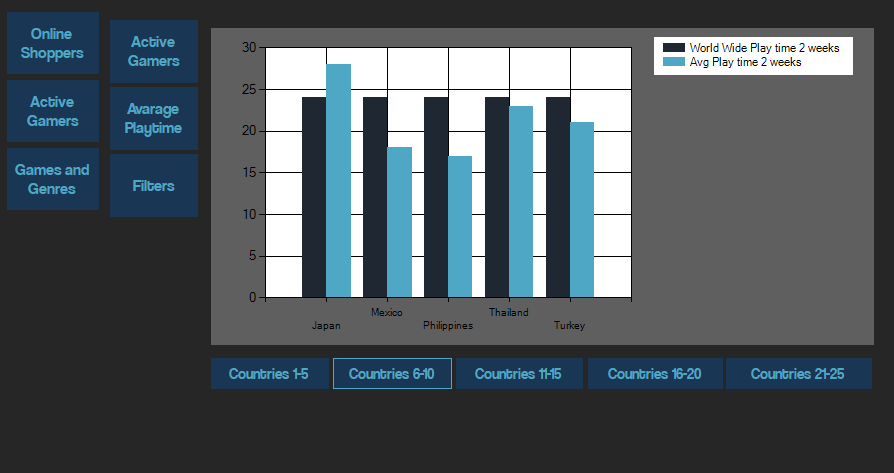 Online
Shoppers
Active
Gamers
Games and
Genres
Active
Gamers
Avarage
Playtime
Filters
30
25
20
15
10
5
0
Japan
Mexico
Philippines
Thailand
Turkey
World Wide Play time 2 weeks
Avg Play time 2 weeks
Countries 1-5
Countries 6-10
Countries 11-15
Countries 16-20
Countries 21-25